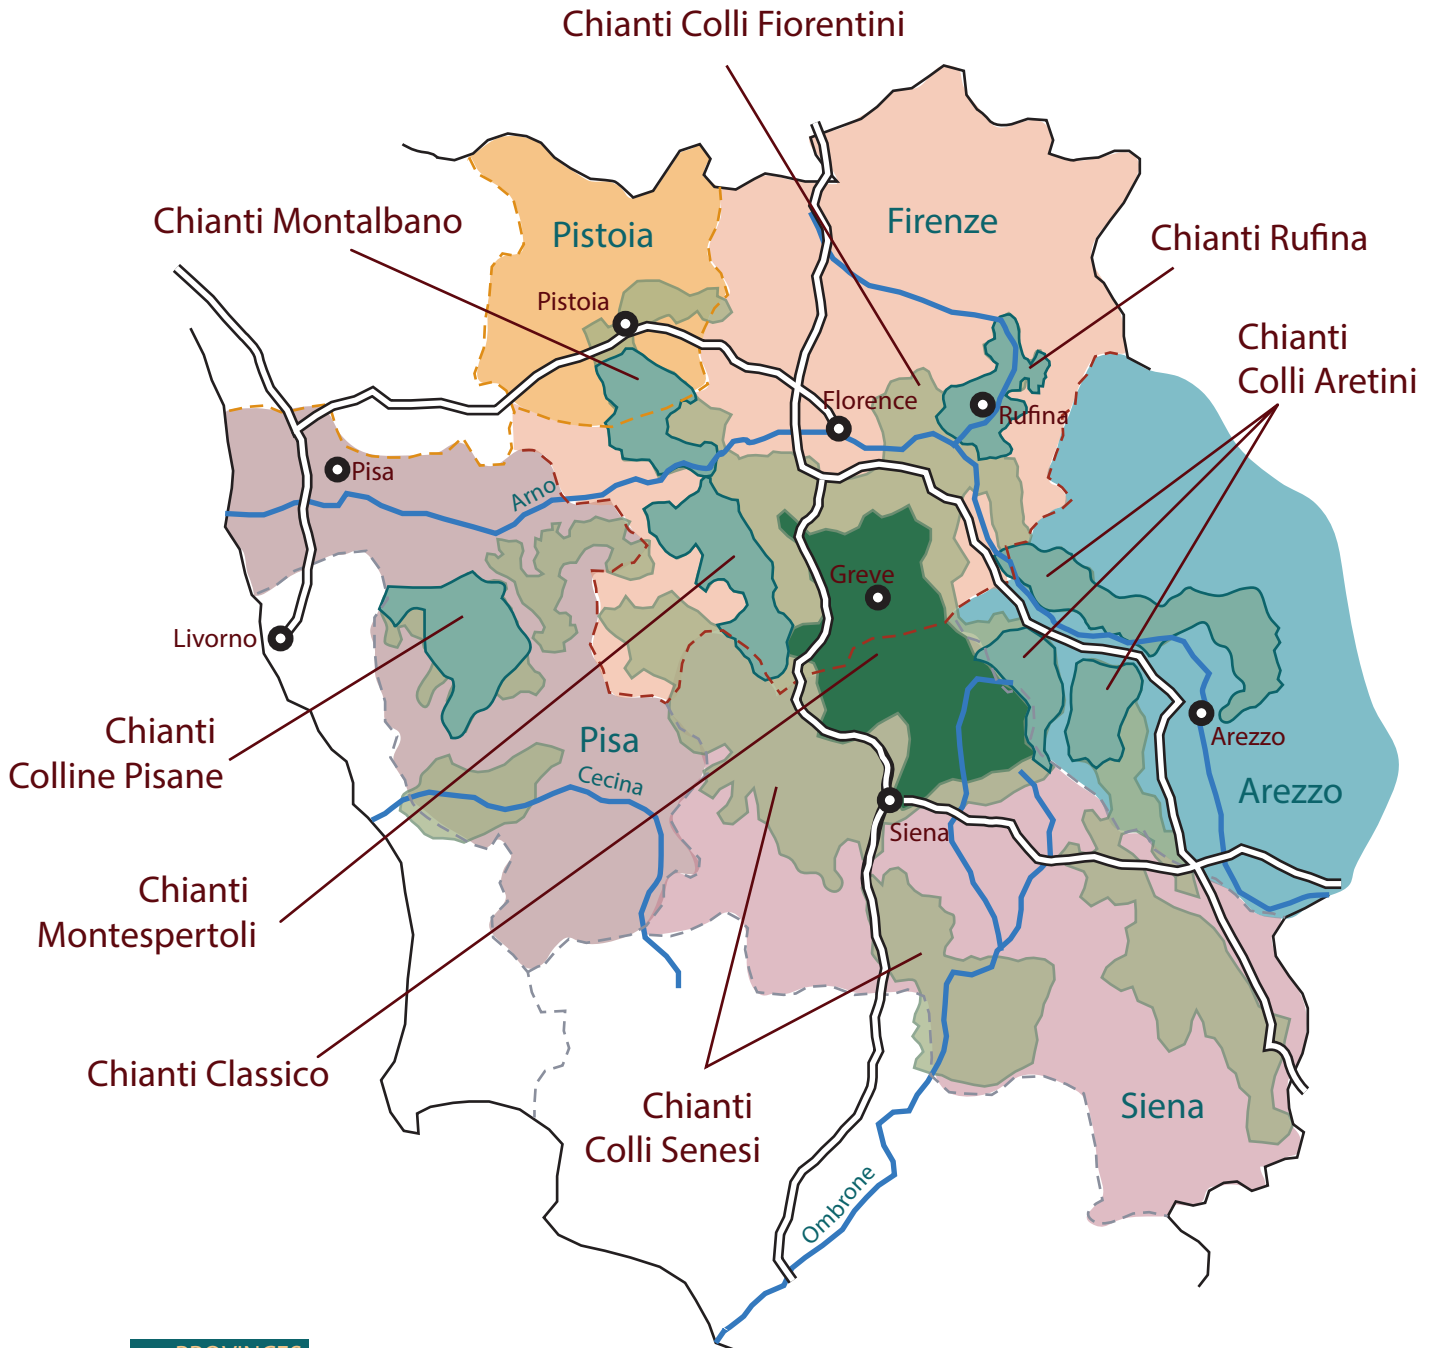 Chianti Colli Fiorentini
Chianti Montalbano
Pistoia
Firenze
Chianti Rufina
Pistoia
Chianti
Colli Aretini
Florence
Rufina
Pisa
Arno
Greve
Livorno
Chianti
Colline Pisane
Pisa
Cecina
Arezzo
Arezzo
Siena
Chianti
Montespertoli
Chianti Classico
Chianti
Colli Senesi
Siena
Ombrone
PROVINCES